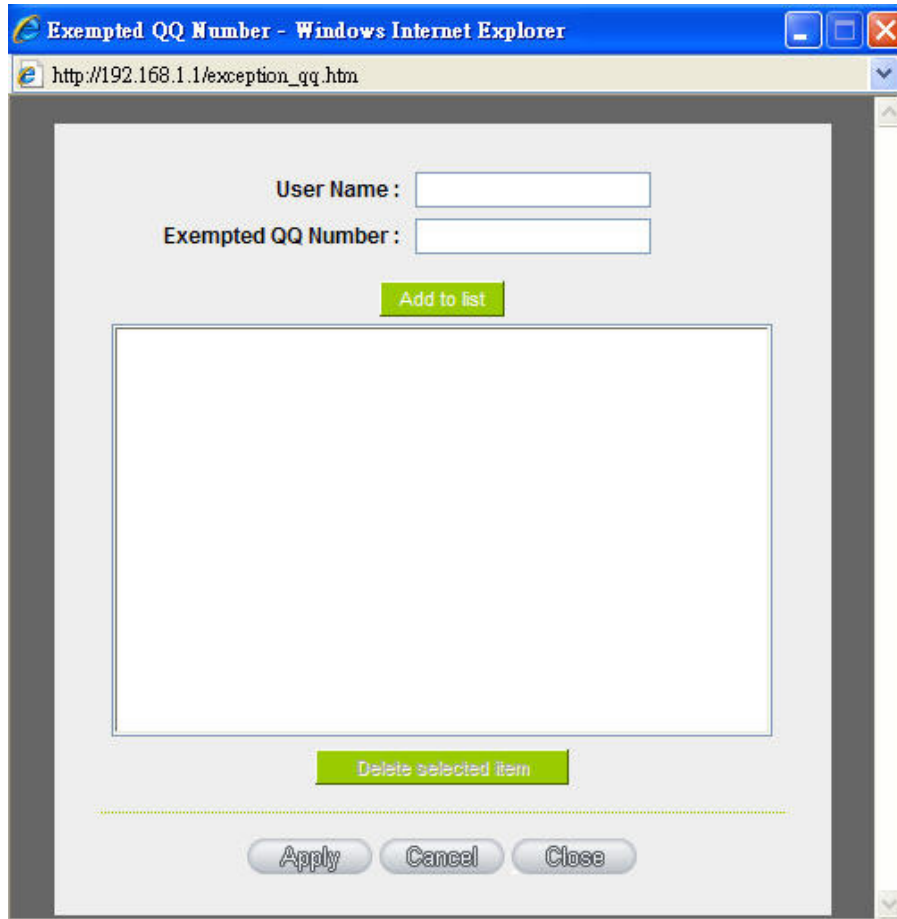 Exempted QQ Number - Windows Internet Explorer
http://192.168.1.1/exception_qq.htm
User Name :
Exempted QQ Number :
Add to list
Delete selected item
Apply Cancel Close